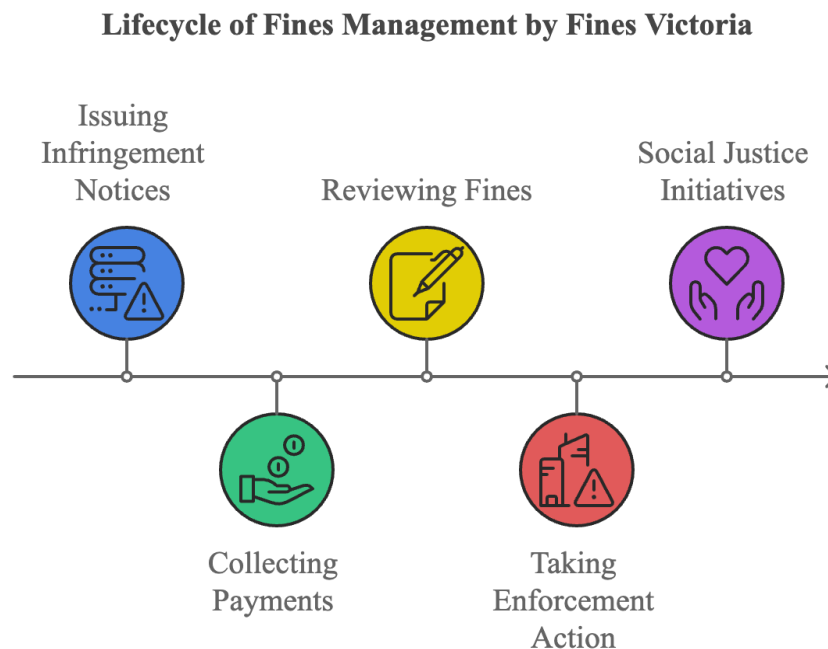 Lifecycle of Fines Management by Fines Victoria
Issuing
Infringement
Notices
Reviewing Fines
Social Justice
Initiatives
Collecting
Payments
Taking
Enforcement
Action